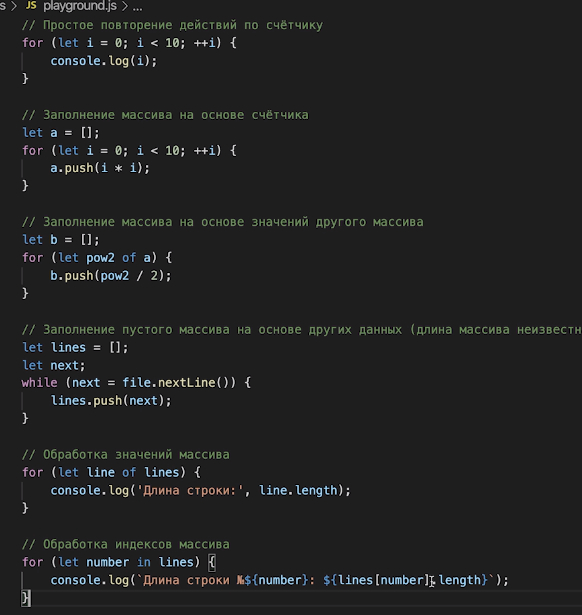 s > JS playground.js > ...
// Простое повторение действий по счётчику
for (let i = 0; i < 10; ++i) {
    console.log(i);
}
// Заполнение массива на основе счётчика
let a = [];
for (let i = 0; i < 10; ++i) {
    a.push(i * i);
}
// Заполнение массива на основе значений другого массива
let b = [];
for (let pow2 of a) {
    b.push(pow2 / 2);
}
// Заполнение пустого массива на основе других данных (длина массива неизвестн
let lines = [];
let next;
while (next = file.nextLine()) {
    lines.push(next);
}
// Обработка значений массива
for (let line of lines) {
    console.log('Длина строки:', line.length);
}
// Обработка индексов массива
for (let number in lines) {
    console.log(`Длина строки №${number}: ${lines[number].length}`);
}